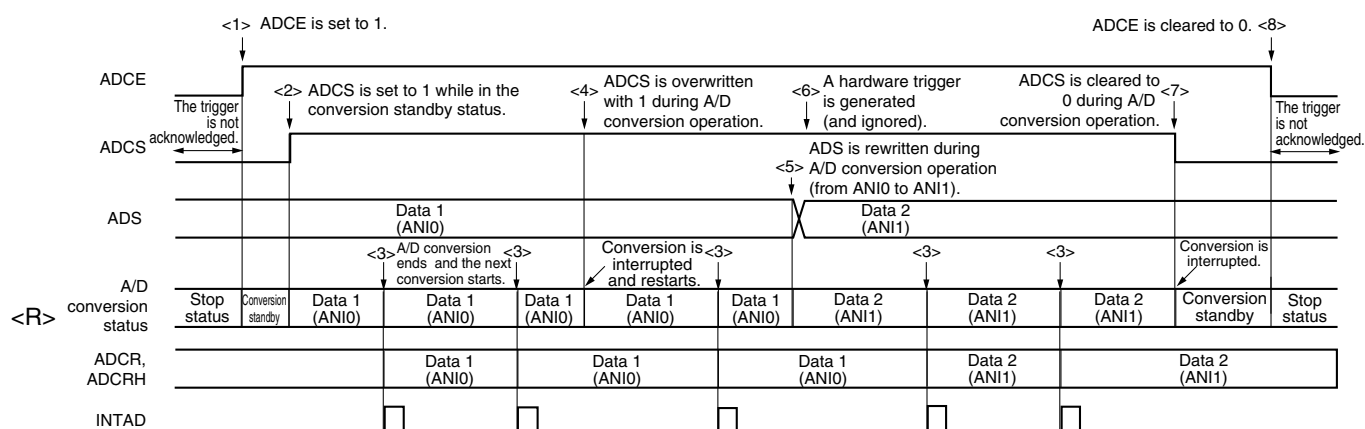 <1> ADCE is set to 1.
ADCE is cleared to 0. <8>
ADCE
The trigger
is not
acknowledged.
<2> ADCS is set to 1 while in the
conversion standby status.
<4> ADCS is overwritten
with 1 during A/D
conversion operation.
<6> A hardware trigger
is generated
(and ignored).
ADCS is cleared to <7>
0 during A/D
conversion operation.
The trigger
is not
acknowledged.
ADCS
<5> ADS is rewritten during
A/D conversion operation
(from ANI0 to ANI1).
ADS
Data 1
(ANI0)
Data 2
(ANI1)
<3> A/D conversion
ends and the next
conversion starts.
<3>
Conversion is
interrupted
and restarts.
<3>
<3>
<3>
Conversion is
interrupted.
<R>
A/D
conversion
status
Stop
status
Conversion
standby
Data 1
(ANI0)
Data 1
(ANI0)
Data 1
(ANI0)
Data 1
(ANI0)
Data 1
(ANI0)
Data 2
(ANI1)
Data 2
(ANI1)
Data 2
(ANI1)
Conversion
standby
Stop
status
ADCR,
ADCRH
Data 1
(ANI0)
Data 1
(ANI0)
Data 1
(ANI0)
Data 2
(ANI1)
Data 2
(ANI1)
INTAD